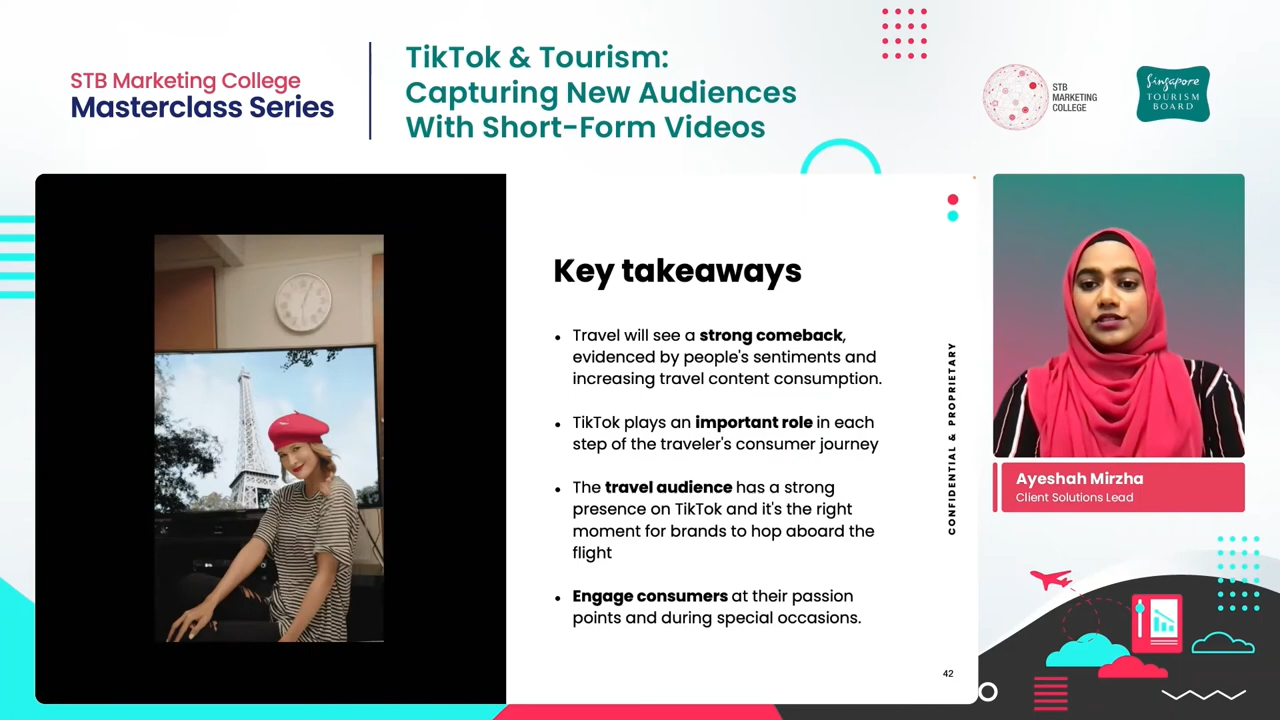 STB Marketing College
Masterclass Series
TikTok & Tourism:
Capturing New Audiences
With Short-Form Videos
STB
MARKETING
COLLEGE
Singapore
TOURISM
BOARD
Key takeaways
• Travel will see a strong comeback,
evidenced by people's sentiments and
increasing travel content consumption.
• TikTok plays an important role in each
step of the traveler's consumer journey
• The travel audience has a strong
presence on TikTok and it's the right
moment for brands to hop aboard the
flight
• Engage consumers at their passion
points and during special occasions.
CONFIDENTIAL & PROPRIETARY
42
Ayeshah Mirzha
Client Solutions Lead